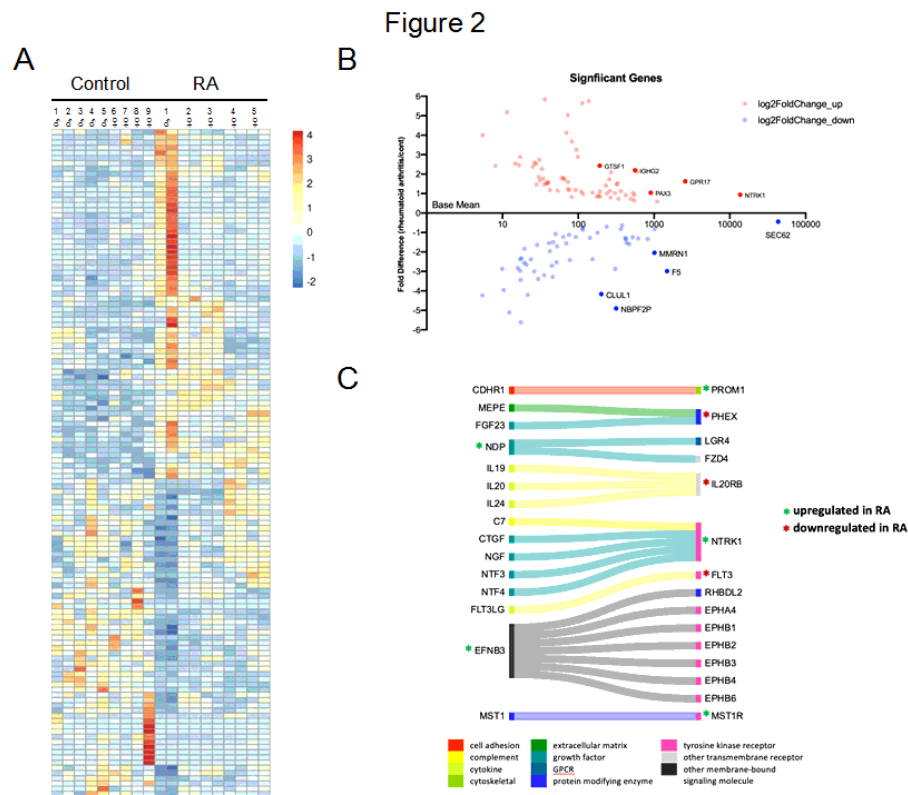 Figure 2
A
Control RA
1 2 3 4 5 6 7 8 9 1 2 3 4 5
♂ ♂ ♂ ♂ ♂
4
3
2
1
0
-1
-2
B
Signfiicant Genes
log2FoldChange_up
log2FoldChange_down
Fold Difference (rheumatoid arthritis/cont)
6
5
4
3
2
1
0
-1
-2
-3
-4
-5
-6
Base Mean
10 100 1000 10000 100000
GTSF1
IGHG2
GPR17
PAX3
NTRK1
SEC62
MMRN1
F5
CLUL1
NBPF2P
C
CDHR1 * PROM1
MEPE
* PHEX
FGF23
LGR4
* NDP
FZD4
IL19
IL20 * IL20RB
IL24
C7
CTGF * NTRK1
NGF
NTF3
* FLT3
NTF4
RHBDL2
FLT3LG
EPHA4
EPHB1
EPHB2
* EFNB3
EPHB3
EPHB4
EPHB6
MST1 * MST1R
* upregulated in RA
* downregulated in RA
cell adhesion extracellular matrix tyrosine kinase receptor
complement growth factor other transmembrane receptor
cytokine GPCR other membrane-bound
cytoskeletal protein modifying enzyme signaling molecule